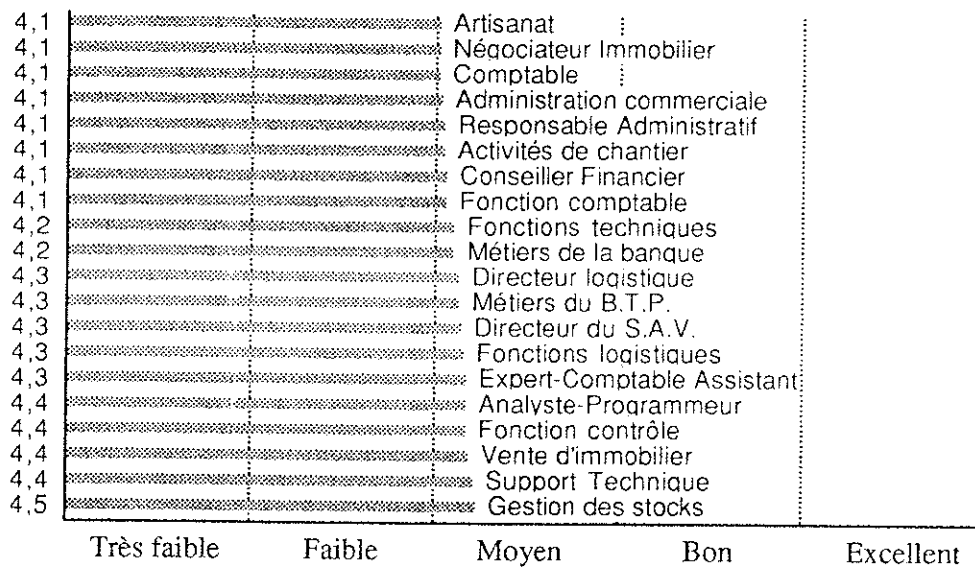 4,1 Artisanat
4,1 Négociateur Immobilier
4,1 Comptable
4,1 Administration commerciale
4,1 Responsable Administratif
4,1 Activités de chantier
4,1 Conseiller Financier
4,1 Fonction comptable
4,2 Fonctions techniques
4,2 Métiers de la banque
4,3 Directeur logistique
4,3 Métiers du B.T.P.
4,3 Directeur du S.A.V.
4,3 Fonctions logistiques
4,3 Expert-Comptable Assistant
4,4 Analyste-Programmeur
4,4 Fonction contrôle
4,4 Vente d'immobilier
4,4 Support Technique
4,5 Gestion des stocks
Très faible Faible Moyen Bon Excellent